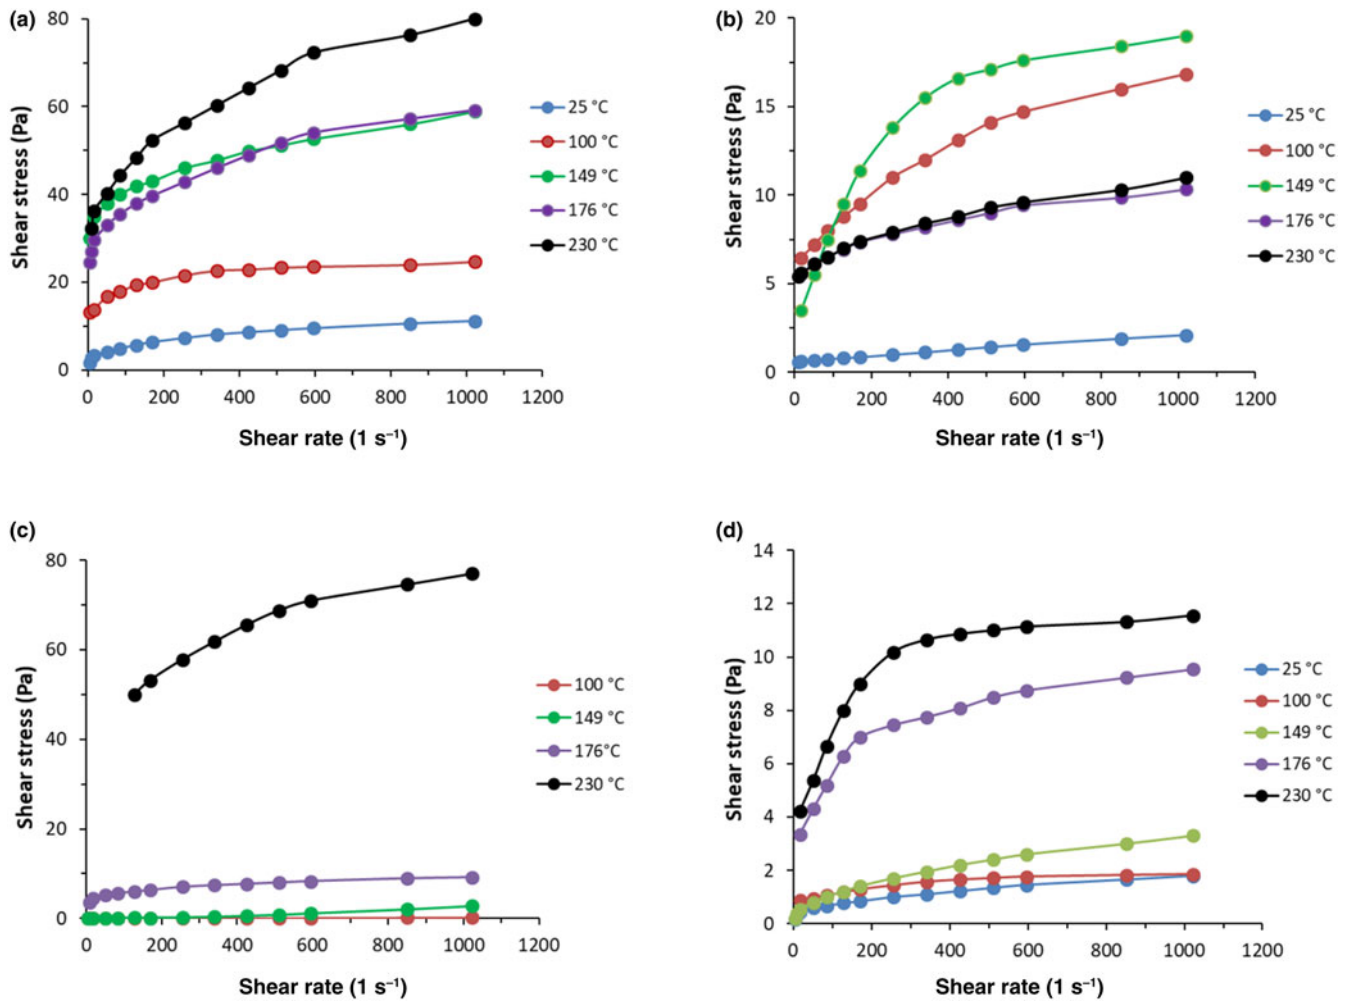 (a)
80
60
40
20
0
Shear stress (Pa)
0 200 400 600 800 1000 1200
Shear rate (1 s⁻¹)
25 °C
100 °C
149 °C
176 °C
230 °C
(b)
20
15
10
5
0
Shear stress (Pa)
0 200 400 600 800 1000 1200
Shear rate (1 s⁻¹)
25 °C
100 °C
149 °C
176 °C
230 °C
(c)
80
60
40
20
0
Shear stress (Pa)
0 200 400 600 800 1000 1200
Shear rate (1 s⁻¹)
100 °C
149 °C
176°C
230 °C
(d)
14
12
10
8
6
4
2
0
Shear stress (Pa)
0 200 400 600 800 1000 1200
Shear rate (1 s⁻¹)
25 °C
100 °C
149 °C
176 °C
230 °C